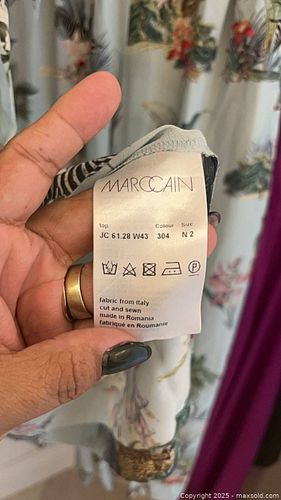 MARCCAIN
top Colour Size
JC 61.28 W43 304 N 2
P
fabric from italy
cut and sewn
made in Romania
fabriqué en Roumanie
Copyright 2025 - maxsold.com